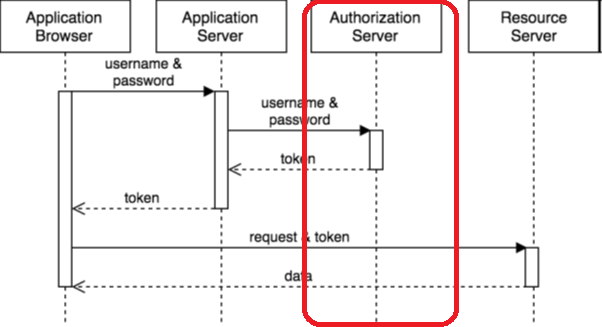 Application
Browser
Application
Server
Authorization
Server
Resource
Server
username &
password
username &
password
token
token
request & token
data